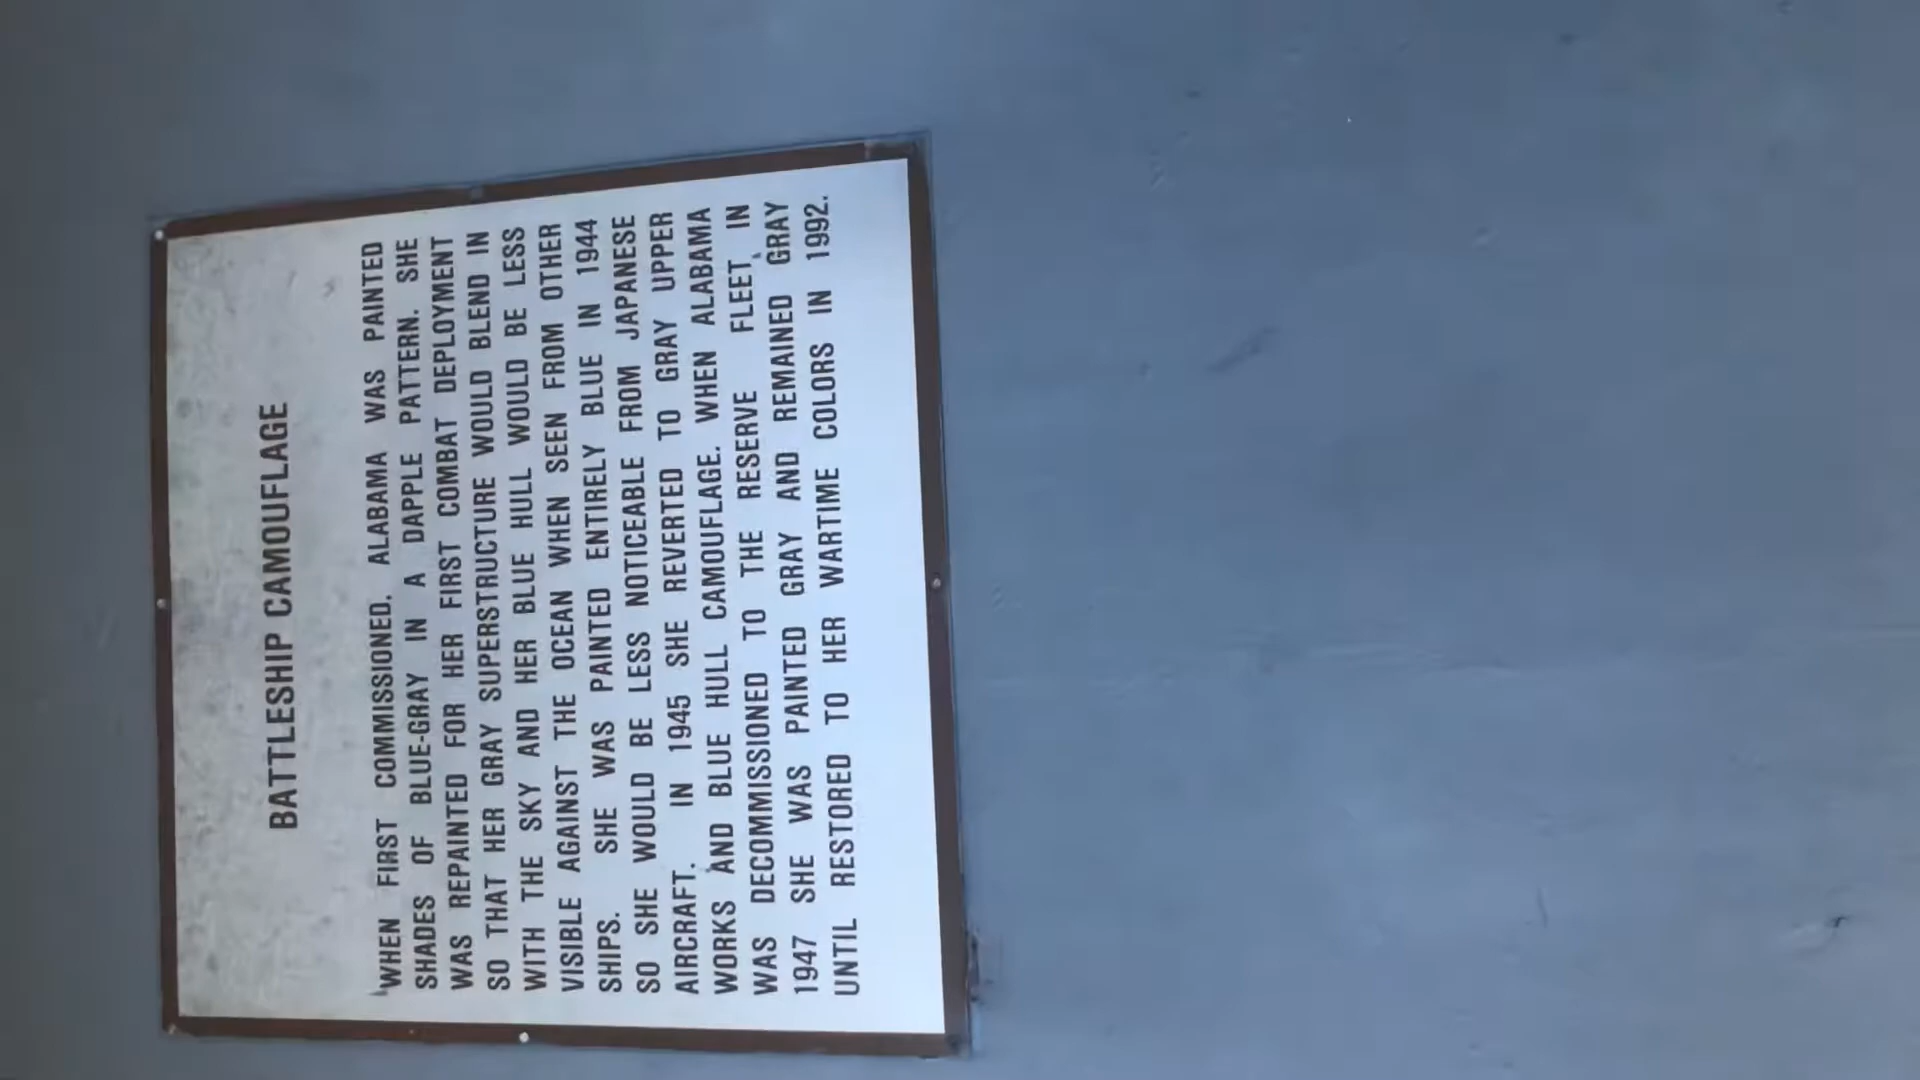 BATTLESHIP CAMOUFLAGE
WHEN FIRST COMMISSIONED, ALABAMA WAS PAINTED
SHADES OF BLUE-GRAY IN A DAPPLE PATTERN. SHE
WAS REPAINTED FOR HER FIRST COMBAT DEPLOYMENT
SO THAT HER GRAY SUPERSTRUCTURE WOULD BLEND IN
WITH THE SKY AND HER BLUE HULL WOULD BE LESS
VISIBLE AGAINST THE OCEAN WHEN SEEN FROM OTHER
SHIPS. SHE WAS PAINTED ENTIRELY BLUE IN 1944
SO SHE WOULD BE LESS NOTICEABLE FROM JAPANESE
AIRCRAFT. IN 1945 SHE REVERTED TO GRAY UPPER
WORKS AND BLUE HULL CAMOUFLAGE. WHEN ALABAMA
WAS DECOMMISSIONED TO THE RESERVE FLEET IN
1947 SHE WAS PAINTED GRAY AND REMAINED GRAY
UNTIL RESTORED TO HER WARTIME COLORS IN 1992.